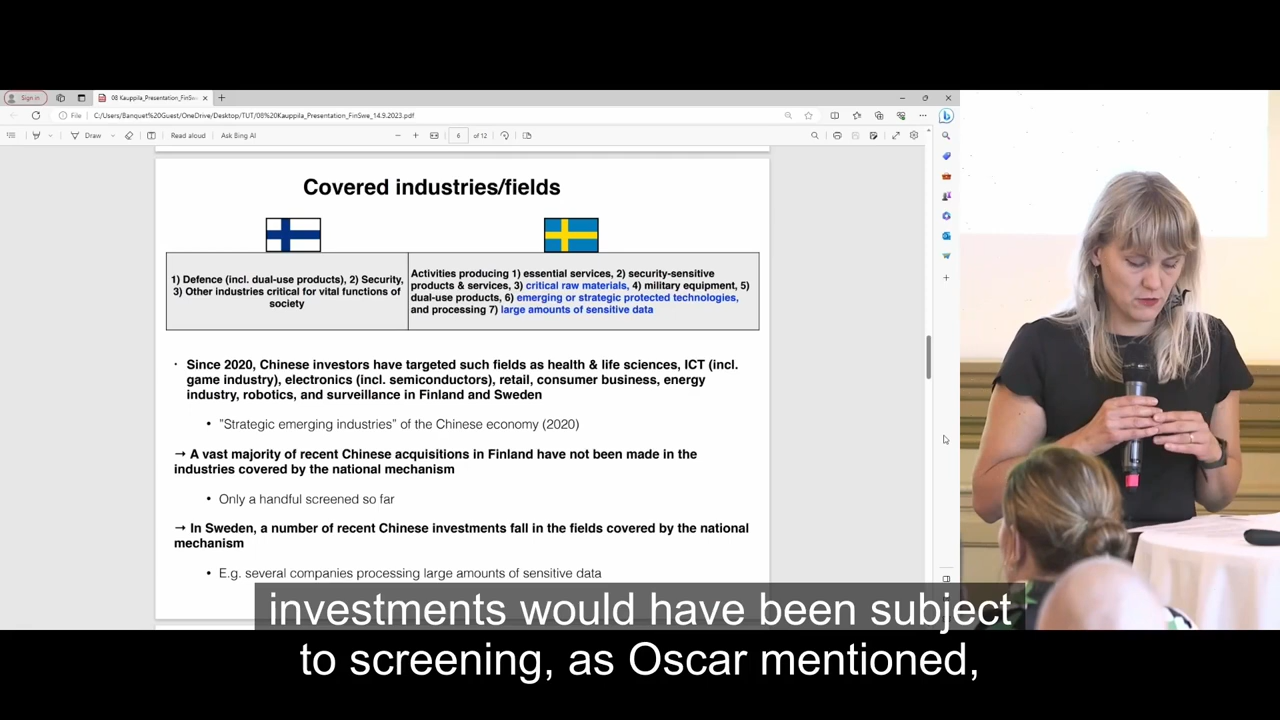 Sign in
08 Kauppila_Presentation_FinSwe
File
C:/Users/Banquet%20Guest/OneDrive/Desktop/TUT/08%20Kauppila_Presentation_FinSwe_14.9.2023.pdf
Draw
Read aloud
Ask Bing AI
6
of 12
Covered industries/fields
1) Defence (incl. dual-use products), 2) Security,
3) Other industries critical for vital functions of
society
Activities producing 1) essential services, 2) security-sensitive
products & services, 3) critical raw materials, 4) military equipment, 5)
dual-use products, 6) emerging or strategic protected technologies,
and processing 7) large amounts of sensitive data
· Since 2020, Chinese investors have targeted such fields as health & life sciences, ICT (incl.
game industry), electronics (incl. semiconductors), retail, consumer business, energy
industry, robotics, and surveillance in Finland and Sweden
• "Strategic emerging industries" of the Chinese economy (2020)
→ A vast majority of recent Chinese acquisitions in Finland have not been made in the
industries covered by the national mechanism
• Only a handful screened so far
→ In Sweden, a number of recent Chinese investments fall in the fields covered by the national
mechanism
• E.g. several companies processing large amounts of sensitive data
investments would have been subject
to screening, as Oscar mentioned,